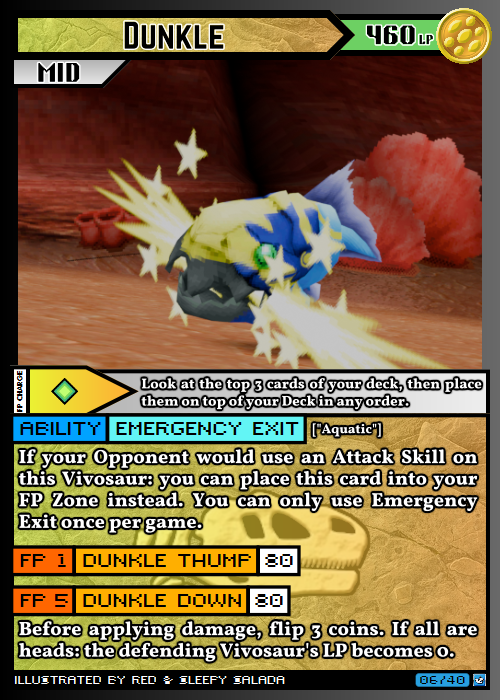 DUNKLE
460 LP
MID
FP CHARGE
Look at the top 3 cards of your deck, then place
them on top of your Deck in any order.
ABILITY EMERGENCY EXIT ["Aquatic"]
If your Opponent would use an Attack Skill on
this Vivosaur: you can place this card into your
FP Zone instead. You can only use Emergency
Exit once per game.
FP 1 DUNKLE THUMP 80
FP 5 DUNKLE DOWN 80
Before applying damage, flip 3 coins. If all are
heads: the defending Vivosaur's LP becomes 0.
ILLUSTRATED BY RED & SLEEPY SALADA
06/40